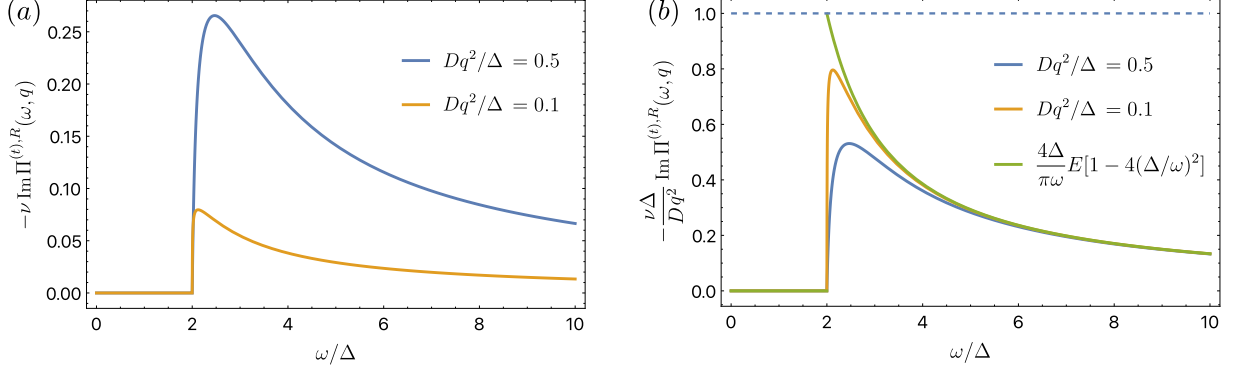 (a)
−ν Im Π^{(t),R}(ω, q)
0.25
0.20
0.15
0.10
0.05
0.00
Dq²/Δ = 0.5
Dq²/Δ = 0.1
0 2 4 6 8 10
ω/Δ
(b)
−\frac{νΔ}{Dq²} Im Π^{(t),R}(ω, q)
1.0
0.8
0.6
0.4
0.2
0.0
Dq²/Δ = 0.5
Dq²/Δ = 0.1
\frac{4Δ}{πω}E[1 − 4(Δ/ω)²]
0 2 4 6 8 10
ω/Δ